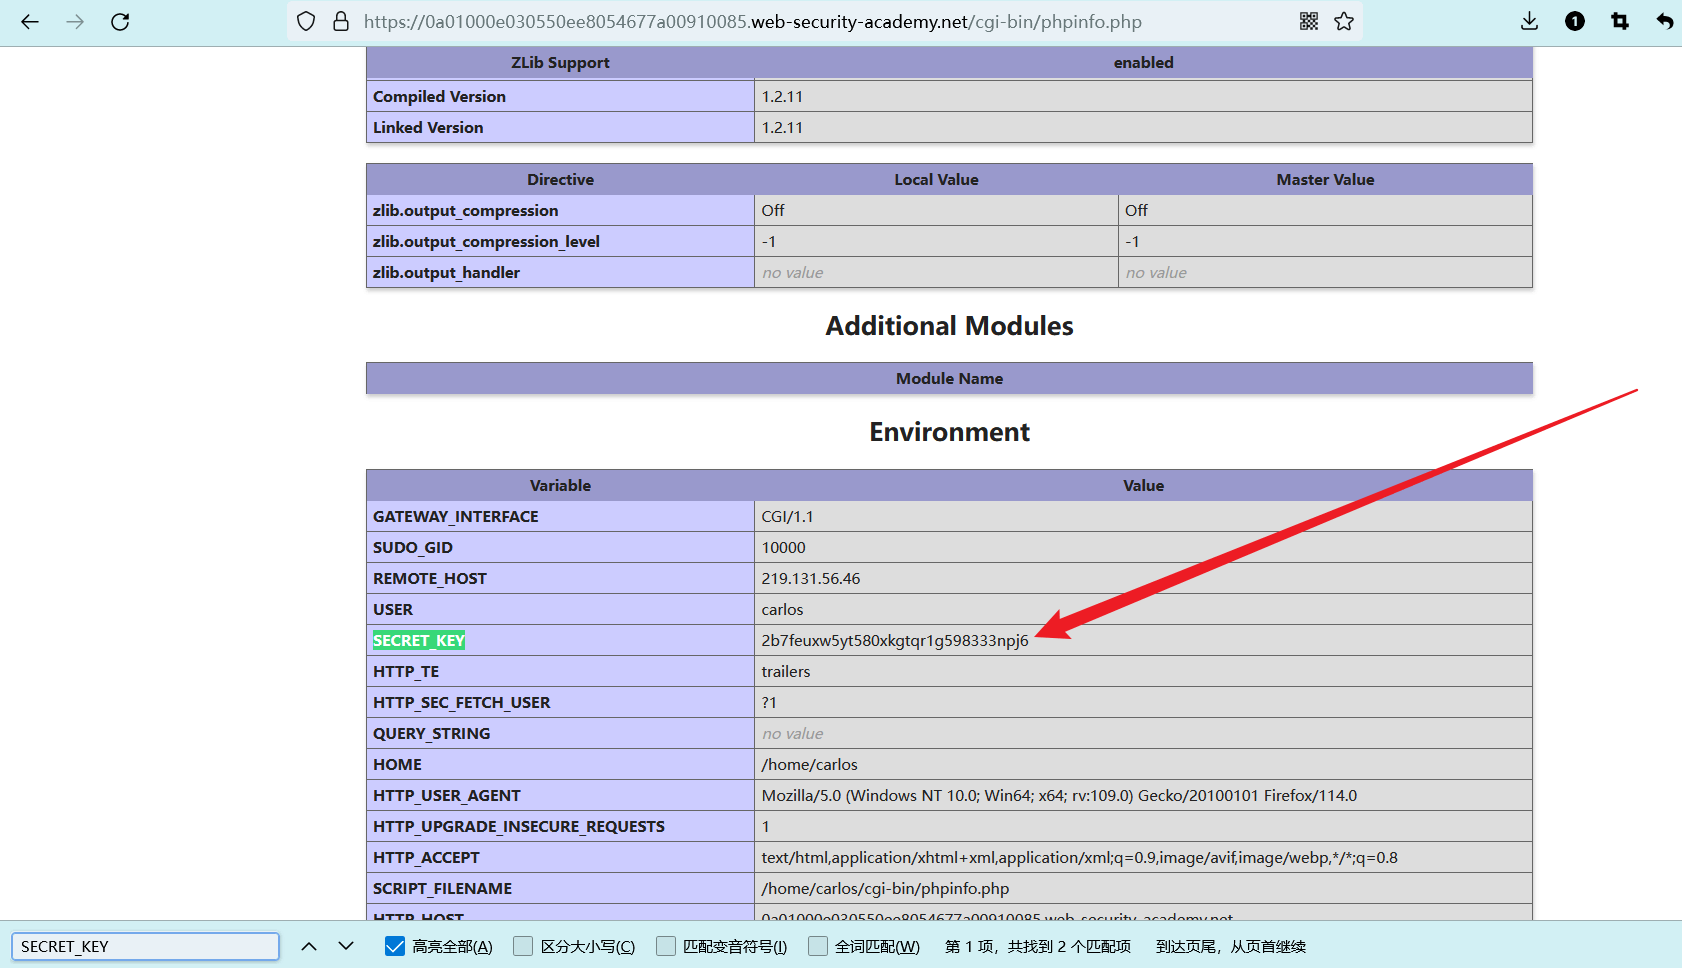 https://0a01000e030550ee8054677a00910085.web-security-academy.net/cgi-bin/phpinfo.php
1
ZLib Support enabled
Compiled Version 1.2.11
Linked Version 1.2.11
Directive Local Value Master Value
zlib.output_compression Off Off
zlib.output_compression_level -1 -1
zlib.output_handler no value no value
Additional Modules
Module Name
Environment
Variable Value
GATEWAY_INTERFACE CGI/1.1
SUDO_GID 10000
REMOTE_HOST 219.131.56.46
USER carlos
SECRET_KEY 2b7feuxw5yt580xkgtqr1g598333npj6
HTTP_TE trailers
HTTP_SEC_FETCH_USER ?1
QUERY_STRING no value
HOME /home/carlos
HTTP_USER_AGENT Mozilla/5.0 (Windows NT 10.0; Win64; x64; rv:109.0) Gecko/20100101 Firefox/114.0
HTTP_UPGRADE_INSECURE_REQUESTS 1
HTTP_ACCEPT text/html,application/xhtml+xml,application/xml;q=0.9,image/avif,image/webp,*/*;q=0.8
SCRIPT_FILENAME /home/carlos/cgi-bin/phpinfo.php
HTTP_HOST 0a01000e030550ee8054677a00910085.web-security-academy.net
SECRET_KEY 高亮全部(A) 区分大小写(C) 匹配变音符号(I) 全词匹配(W) 第 1 项，共找到 2 个匹配项 到达页尾，从页首继续